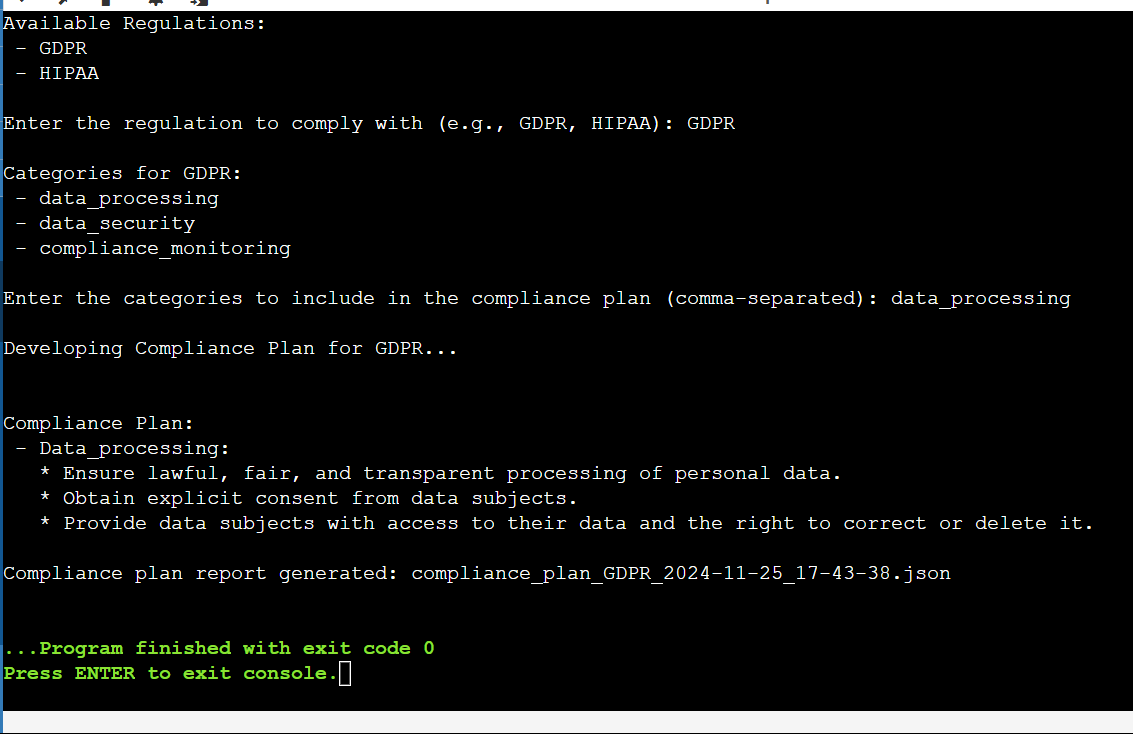 Available Regulations:
 - GDPR
 - HIPAA
Enter the regulation to comply with (e.g., GDPR, HIPAA): GDPR
Categories for GDPR:
 - data_processing
 - data_security
 - compliance_monitoring
Enter the categories to include in the compliance plan (comma-separated): data_processing
Developing Compliance Plan for GDPR...
Compliance Plan:
 - Data_processing:
   * Ensure lawful, fair, and transparent processing of personal data.
   * Obtain explicit consent from data subjects.
   * Provide data subjects with access to their data and the right to correct or delete it.
Compliance plan report generated: compliance_plan_GDPR_2024-11-25_17-43-38.json
...Program finished with exit code 0
Press ENTER to exit console.